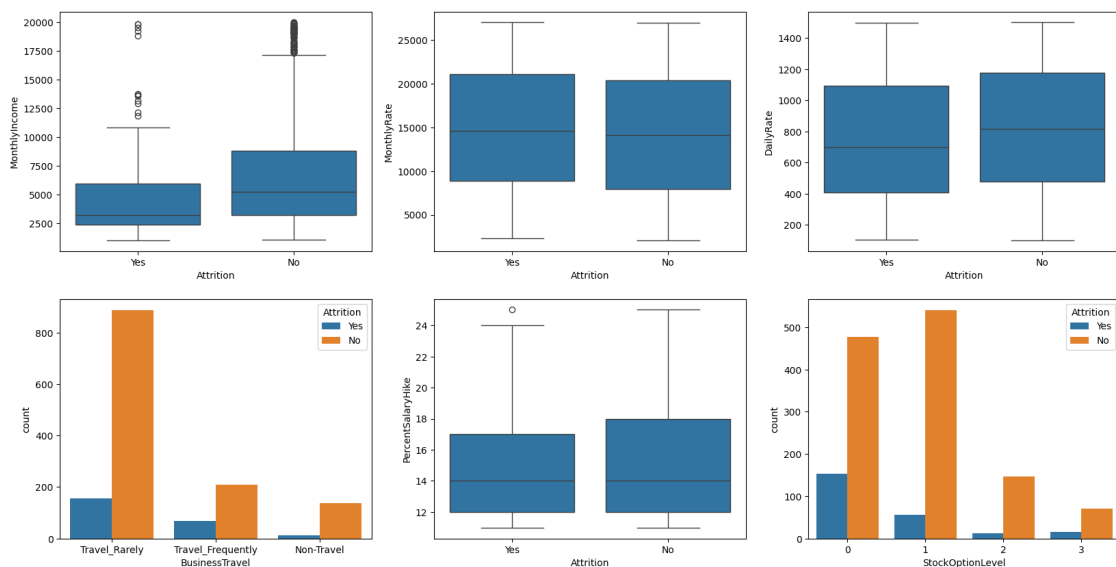 MonthlyIncome
20000
17500
15000
12500
10000
7500
5000
2500
Yes
No
Attrition
MonthlyRate
25000
20000
15000
10000
5000
Yes
No
Attrition
DailyRate
1400
1200
1000
800
600
400
200
Yes
No
Attrition
count
800
600
400
200
0
Attrition
Yes
No
Travel_Rarely
Travel_Frequently
Non-Travel
BusinessTravel
PercentSalaryHike
24
22
20
18
16
14
12
Yes
No
Attrition
count
500
400
300
200
100
0
Attrition
Yes
No
0
1
2
3
StockOptionLevel